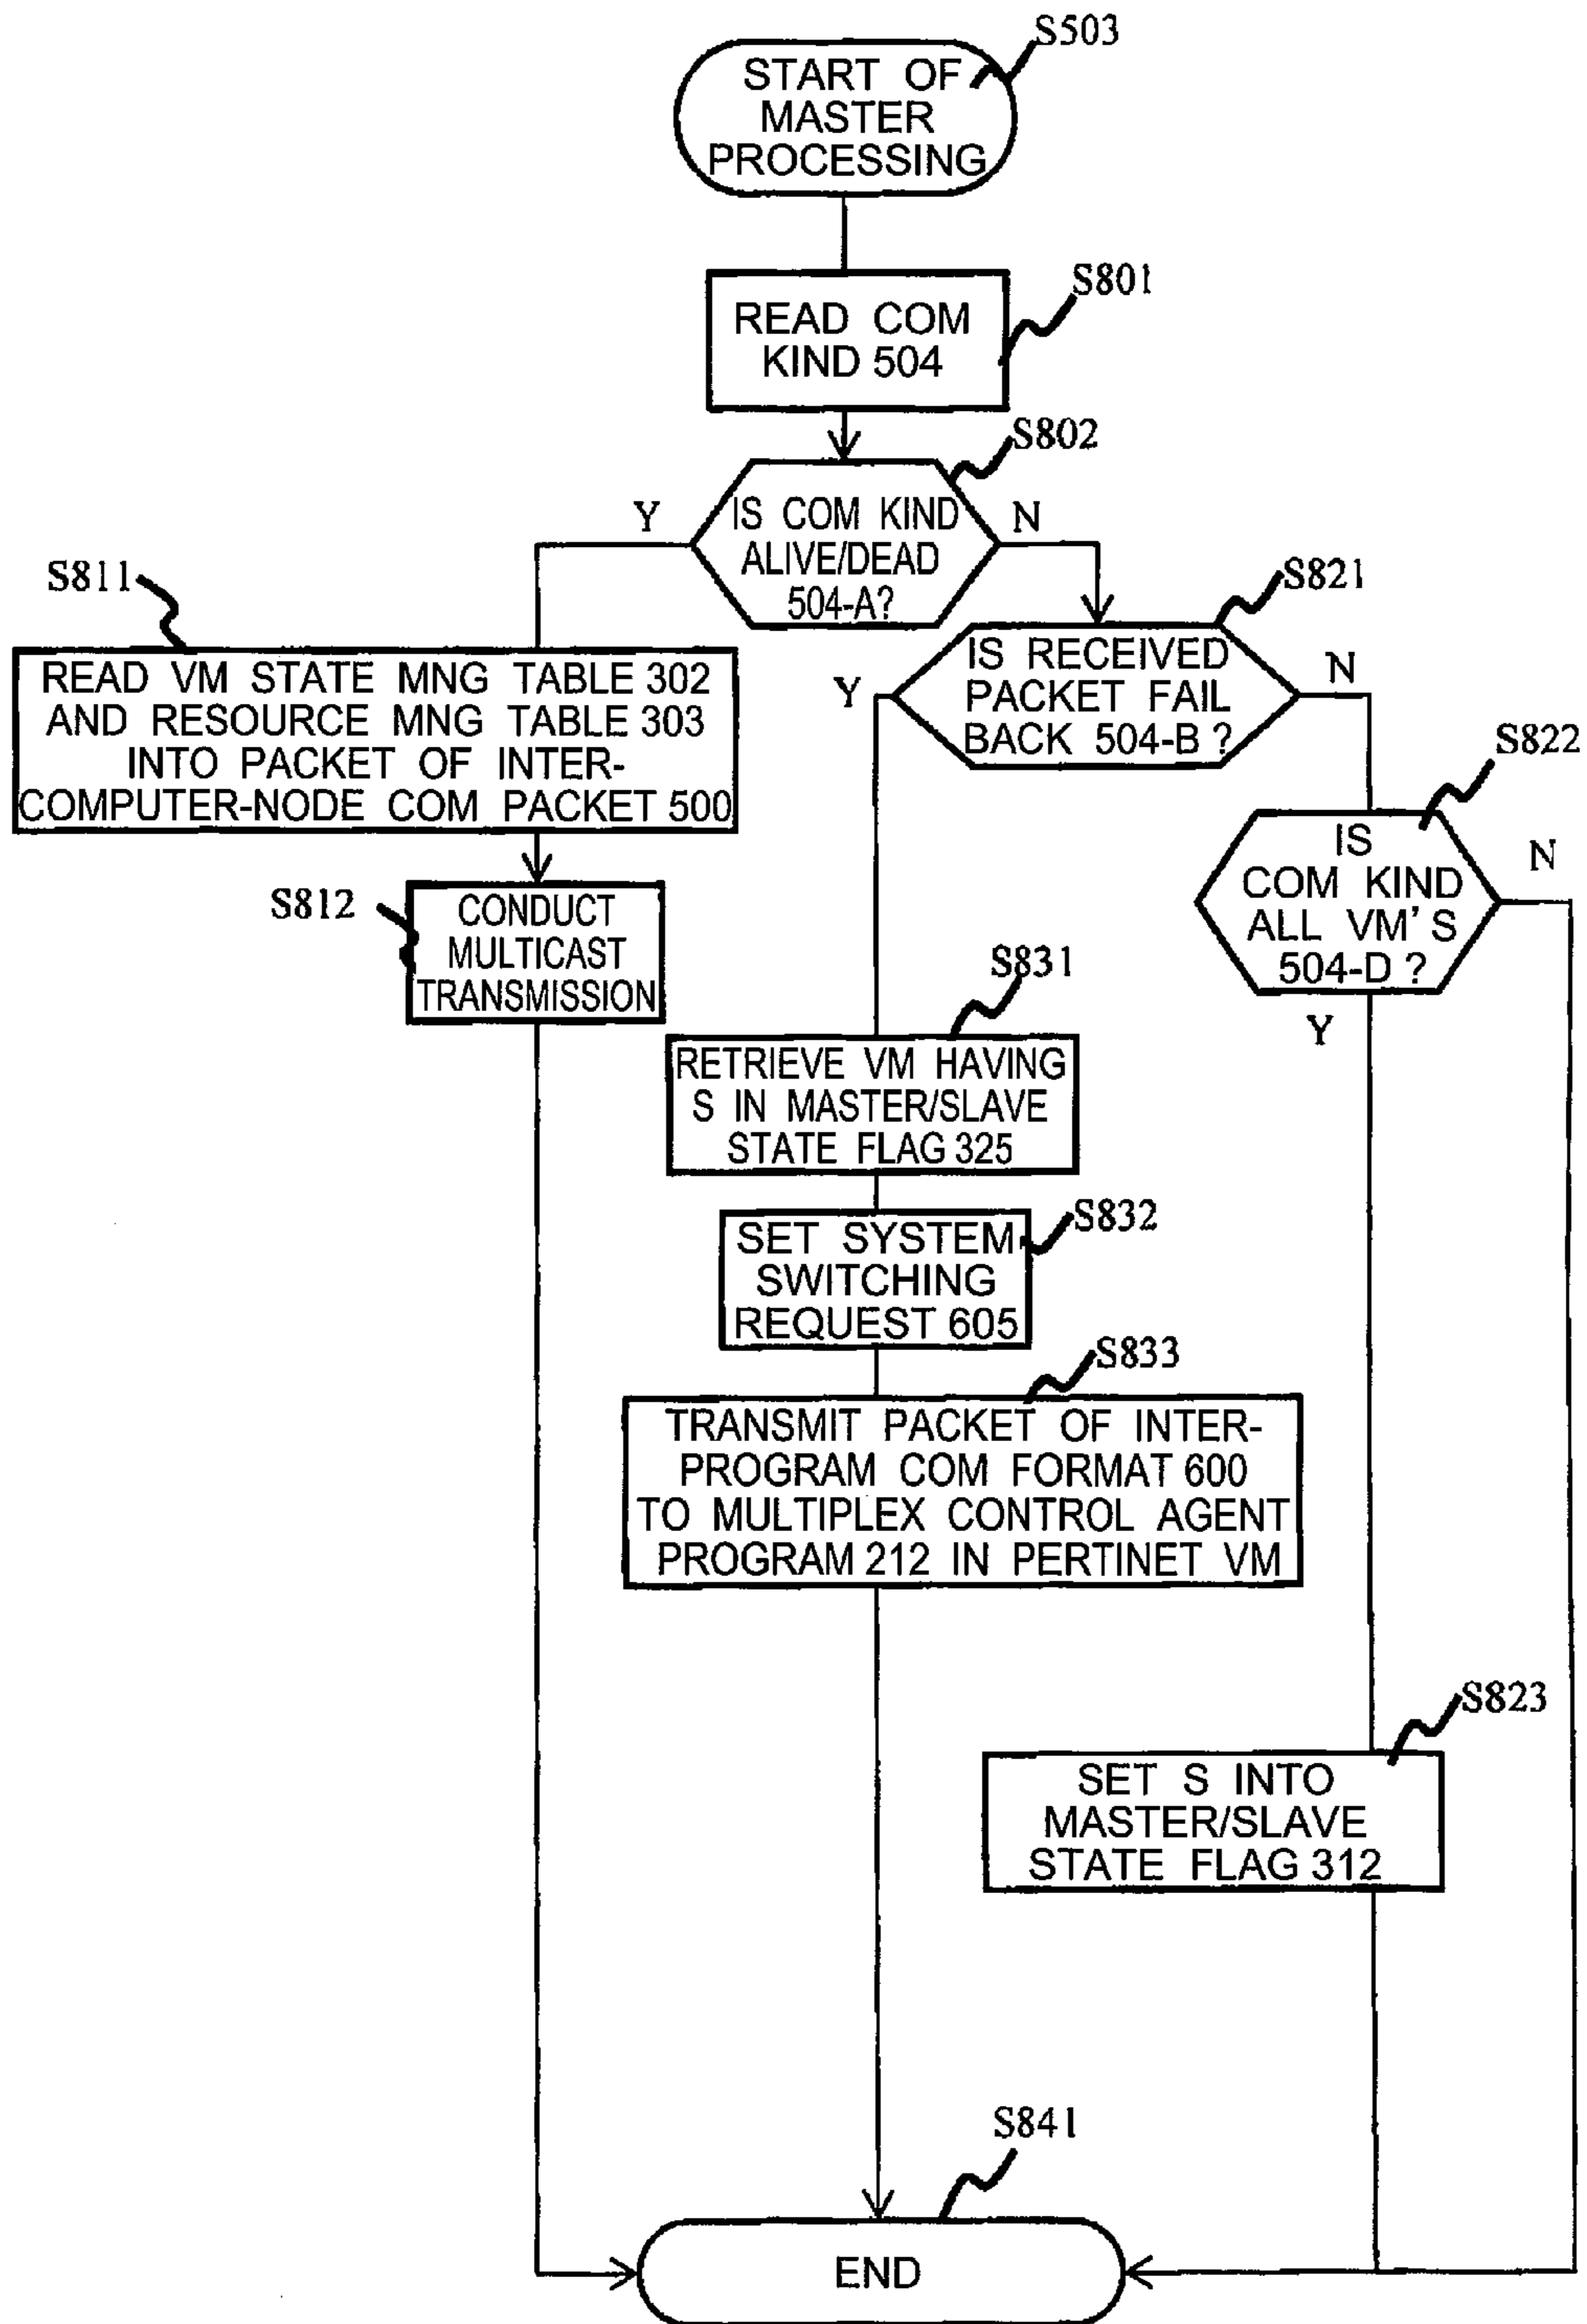 S503
START OF
MASTER
PROCESSING
S801
READ COM
KIND 504
S802
Y
IS COM KIND
ALIVE/DEAD
504-A?
N
S811
READ VM STATE MNG TABLE 302
AND RESOURCE MNG TABLE 303
INTO PACKET OF INTER-
COMPUTER-NODE COM PACKET 500
S821
Y
IS RECEIVED
PACKET FAIL
BACK 504-B ?
N
S822
IS
COM KIND
ALL VM'S
504-D ?
N
Y
S812
CONDUCT
MULTICAST
TRANSMISSION
S831
RETRIEVE VM HAVING
S IN MASTER/SLAVE
STATE FLAG 325
S832
SET SYSTEM
SWITCHING
REQUEST 605
S833
TRANSMIT PACKET OF INTER-
PROGRAM COM FORMAT 600
TO MULTIPLEX CONTROL AGENT
PROGRAM 212 IN PERTINET VM
S823
SET S INTO
MASTER/SLAVE
STATE FLAG 312
S841
END